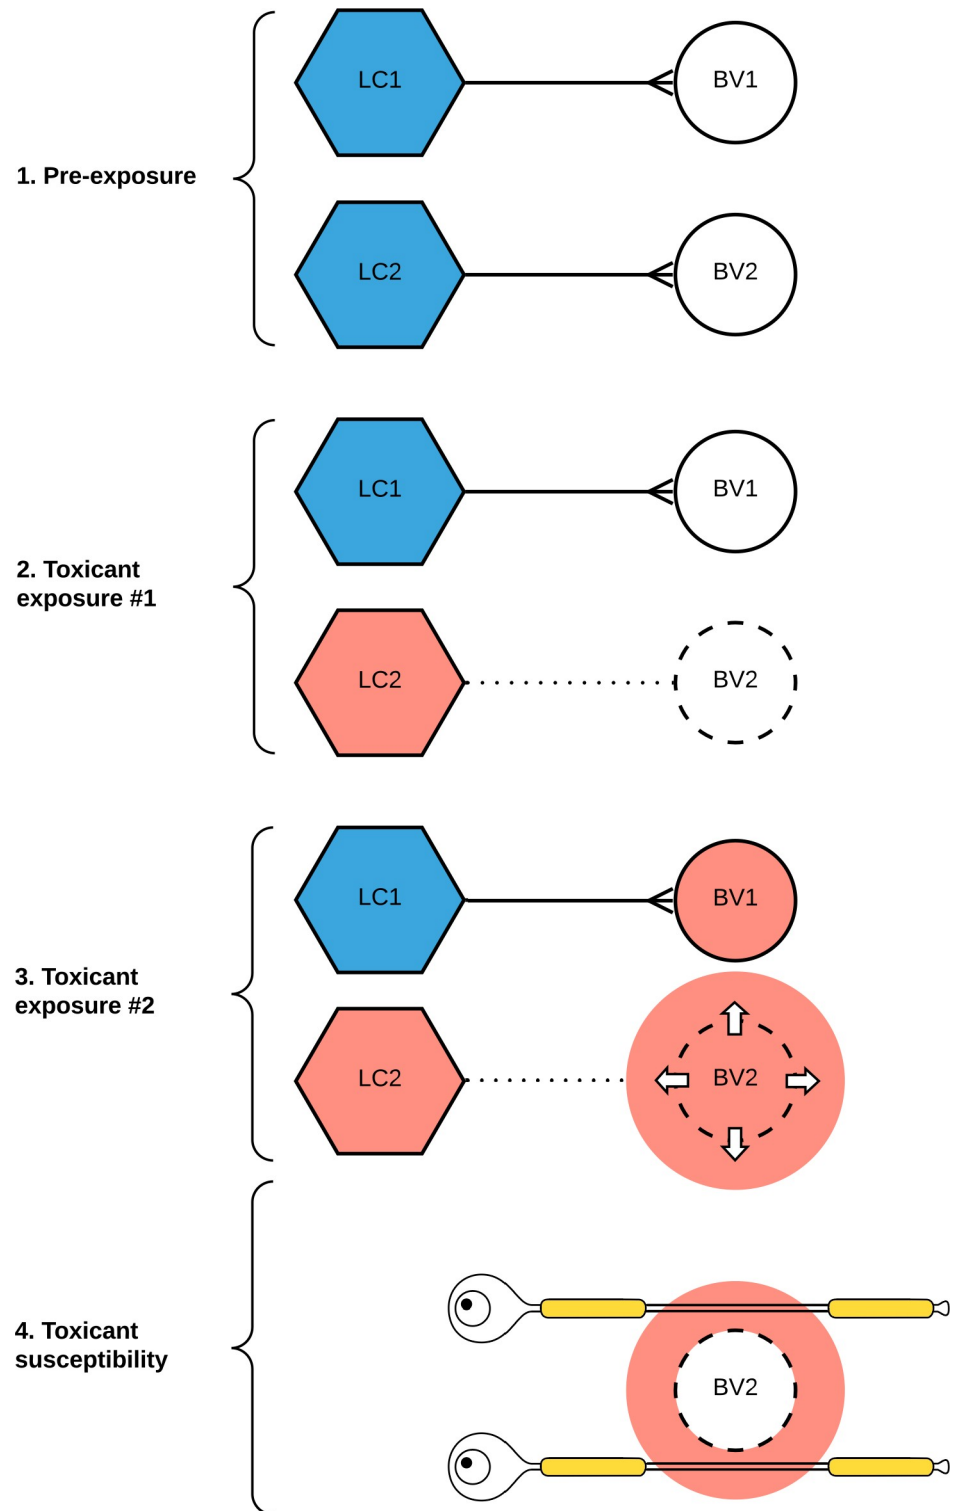 LC1
BV1
1. Pre-exposure
LC2
BV2
LC1
BV1
2. Toxicant
exposure #1
LC2
BV2
LC1
BV1
3. Toxicant
exposure #2
LC2
BV2
4. Toxicant
susceptibility
BV2